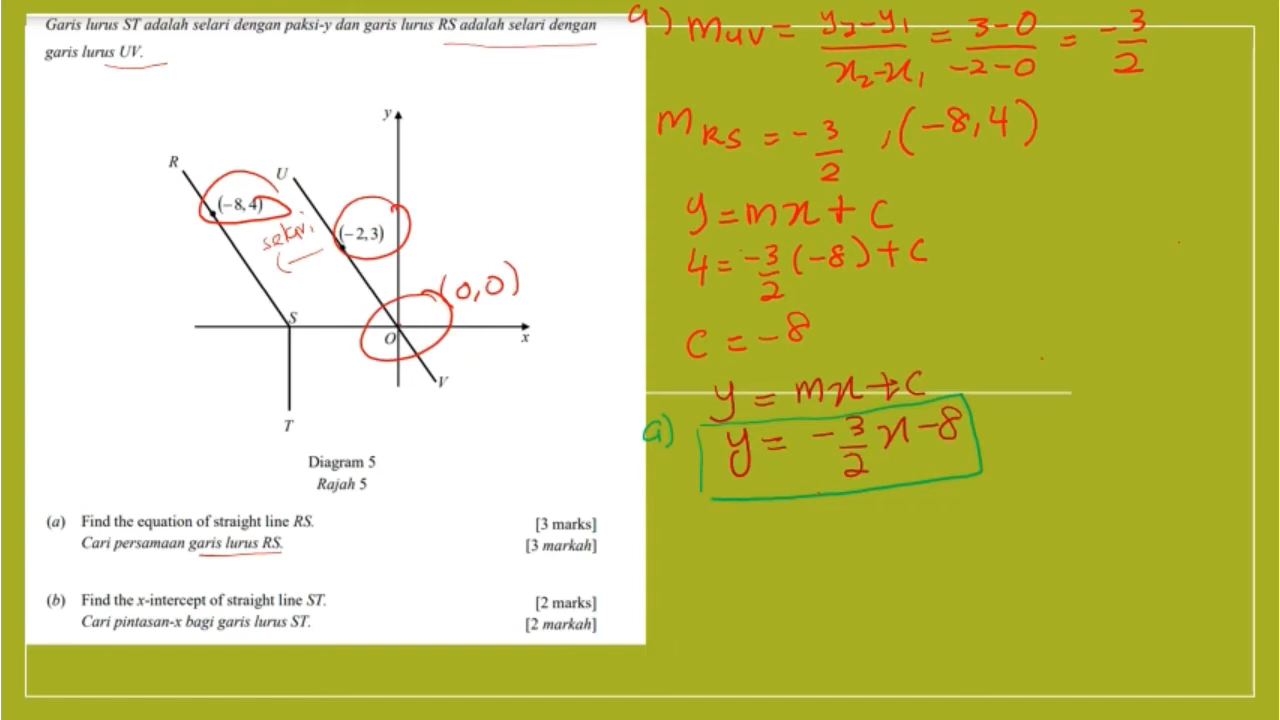 Garis lurus ST adalah selari dengan paksi-y dan garis lurus RS adalah selari dengan
garis lurus UV.
y
R
U
(−8, 4)
selari
(−2, 3)
(0,0)
S
O
x
V
T
Diagram 5
Rajah 5
(a) Find the equation of straight line RS. [3 marks]
Cari persamaan garis lurus RS. [3 markah]
(b) Find the x-intercept of straight line ST. [2 marks]
Cari pintasan-x bagi garis lurus ST. [2 markah]
a) mUV = y₂−y₁/x₂−x₁ = 3−0/−2−0 = −3/2
mRS = −3/2 , (−8,4)
y = mx + c
4 = −3/2 (−8) + c
c = −8
y = mx + c
a) y = −3/2 x − 8